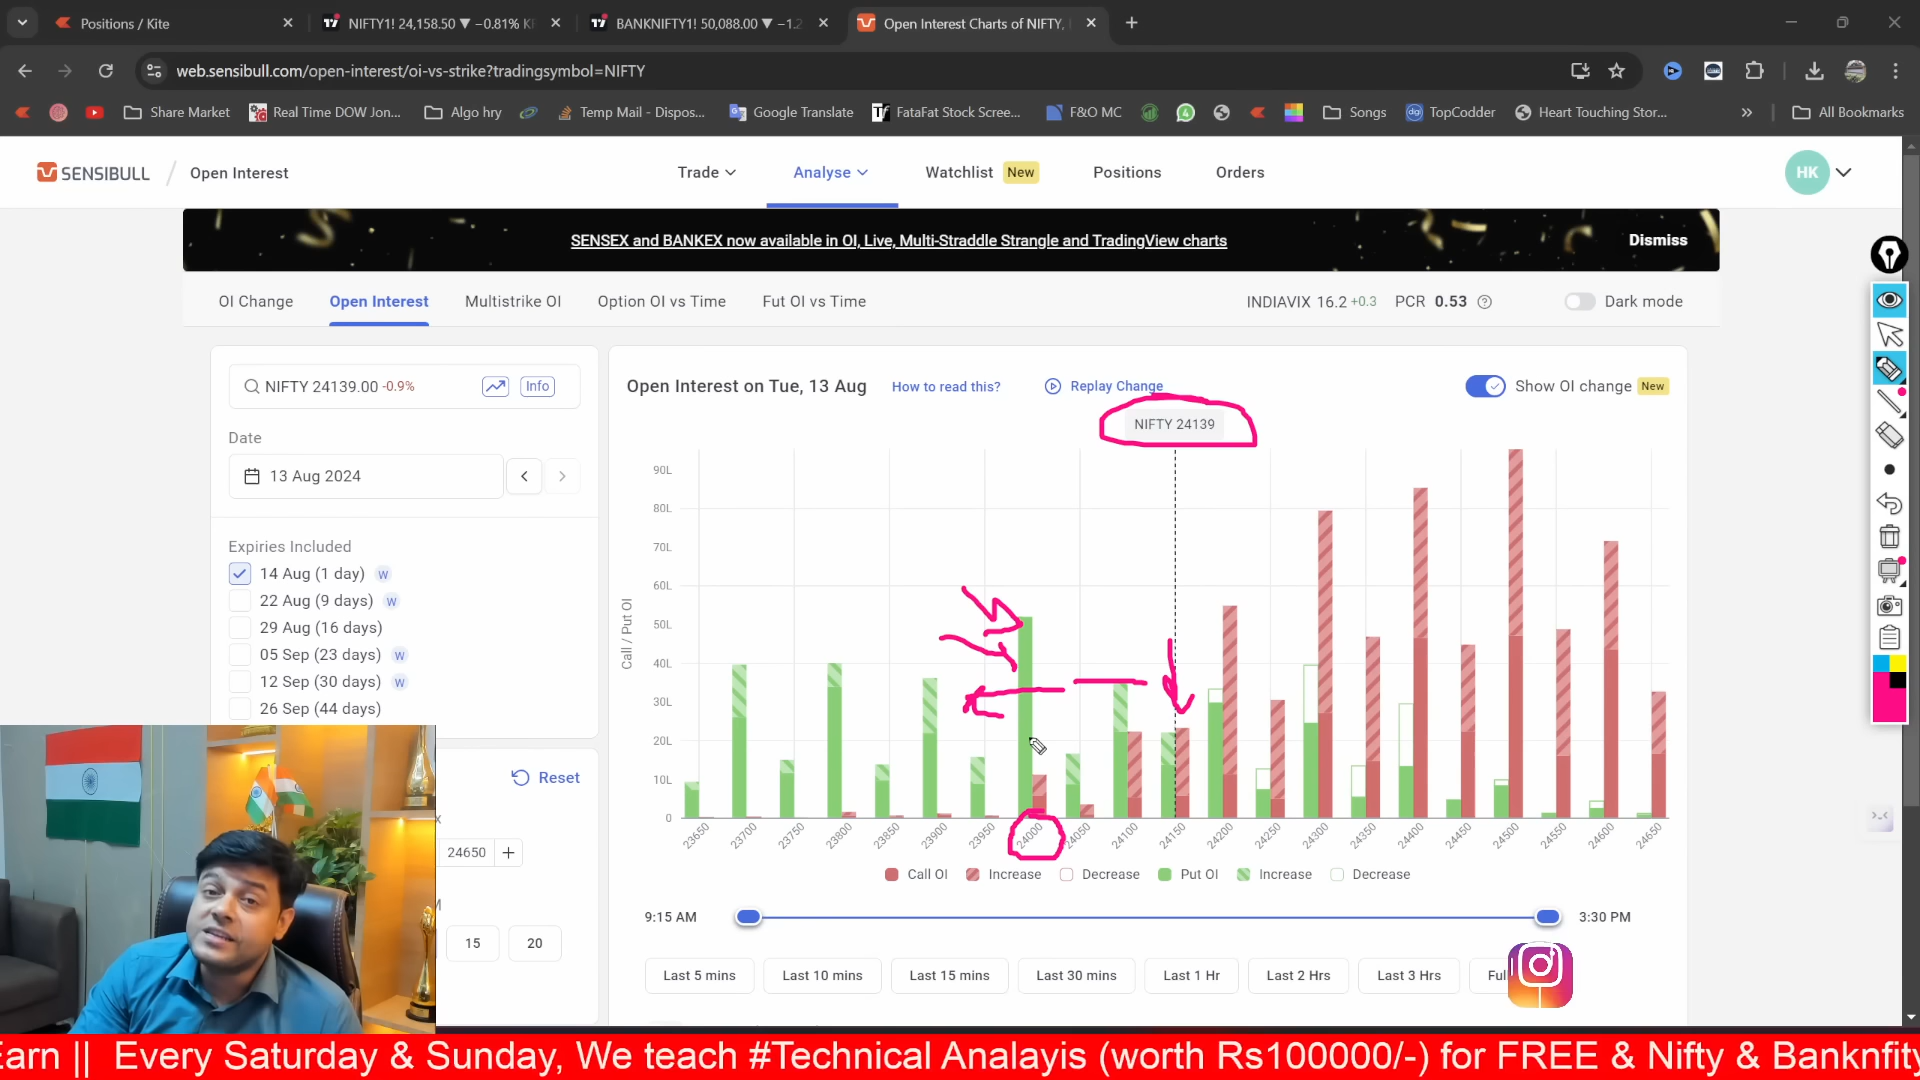 Positions / Kite
NIFTY1! 24,158.50 ▼ −0.81%
BANKNIFTY1! 50,088.00 ▼ −1.2
Open Interest Charts of NIFTY,
web.sensibull.com/open-interest/oi-vs-strike?tradingsymbol=NIFTY
Share Market
Real Time DOW Jon...
Algo hry
Temp Mail - Dispos...
Google Translate
FataFat Stock Scree...
F&O MC
Songs
TopCodder
Heart Touching Stor...
All Bookmarks
SENSIBULL / Open Interest
Trade
Analyse
Watchlist New
Positions
Orders
HK
SENSEX and BANKEX now available in OI, Live, Multi-Straddle Strangle and TradingView charts
Dismiss
OI Change
Open Interest
Multistrike OI
Option OI vs Time
Fut OI vs Time
INDIAVIX 16.2 +0.3
PCR 0.53
Dark mode
NIFTY 24139.00 -0.9%
Info
Date
13 Aug 2024
Expiries Included
14 Aug (1 day) W
22 Aug (9 days) W
29 Aug (16 days)
05 Sep (23 days) W
12 Sep (30 days) W
26 Sep (44 days)
Reset
24650 +
15
20
Open Interest on Tue, 13 Aug
How to read this?
Replay Change
Show OI change New
NIFTY 24139
Call / Put OI
90L
80L
70L
60L
50L
40L
30L
20L
10L
0
23650
23700
23750
23800
23850
23900
23950
24000
24050
24100
24150
24200
24250
24300
24350
24400
24450
24500
24550
24600
24650
Call OI
Increase
Decrease
Put OI
Increase
Decrease
9:15 AM
3:30 PM
Last 5 mins
Last 10 mins
Last 15 mins
Last 30 mins
Last 1 Hr
Last 2 Hrs
Last 3 Hrs
Earn || Every Saturday & Sunday, We teach #Technical Analayis (worth Rs100000/-) for FREE & Nifty & Banknfity